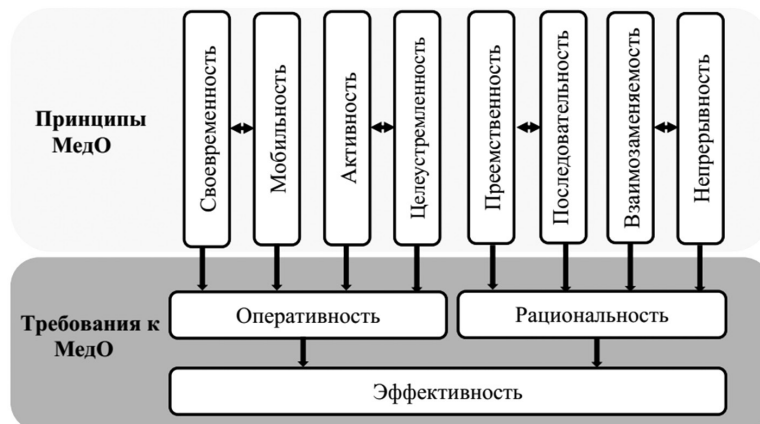 Принципы
МедО
Своевременность
Мобильность
Активность
Целеустремленность
Преемственность
Последовательность
Взаимозаменяемость
Непрерывность
Требования к
МедО
Оперативность
Рациональность
Эффективность